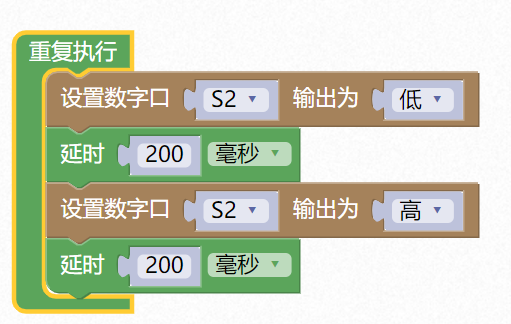 重复执行
设置数字口 S2 输出为 低
延时 200 毫秒
设置数字口 S2 输出为 高
延时 200 毫秒